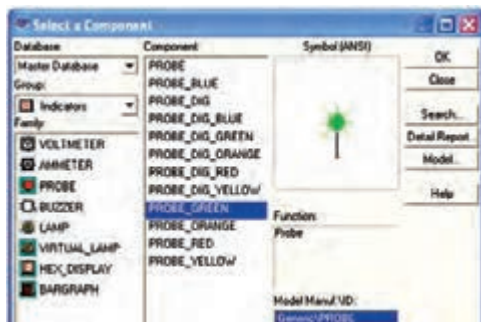 Select a Component
Database:
Master Database
Group:
Indicators
Family:
VOLTMETER
AMMETER
PROBE
BUZZER
LAMP
VIRTUAL_LAMP
HEX_DISPLAY
BARGRAPH
Component:
PROBE
PROBE_BLUE
PROBE_DIG
PROBE_DIG_BLUE
PROBE_DIG_GREEN
PROBE_DIG_ORANGE
PROBE_DIG_RED
PROBE_DIG_YELLOW
PROBE_GREEN
PROBE_ORANGE
PROBE_RED
PROBE_YELLOW
Symbol (ANSI)
Function:
Probe
Model Manuf.\ID:
Generic\PROBE
OK
Close
Search...
Detail Report...
Model...
Help